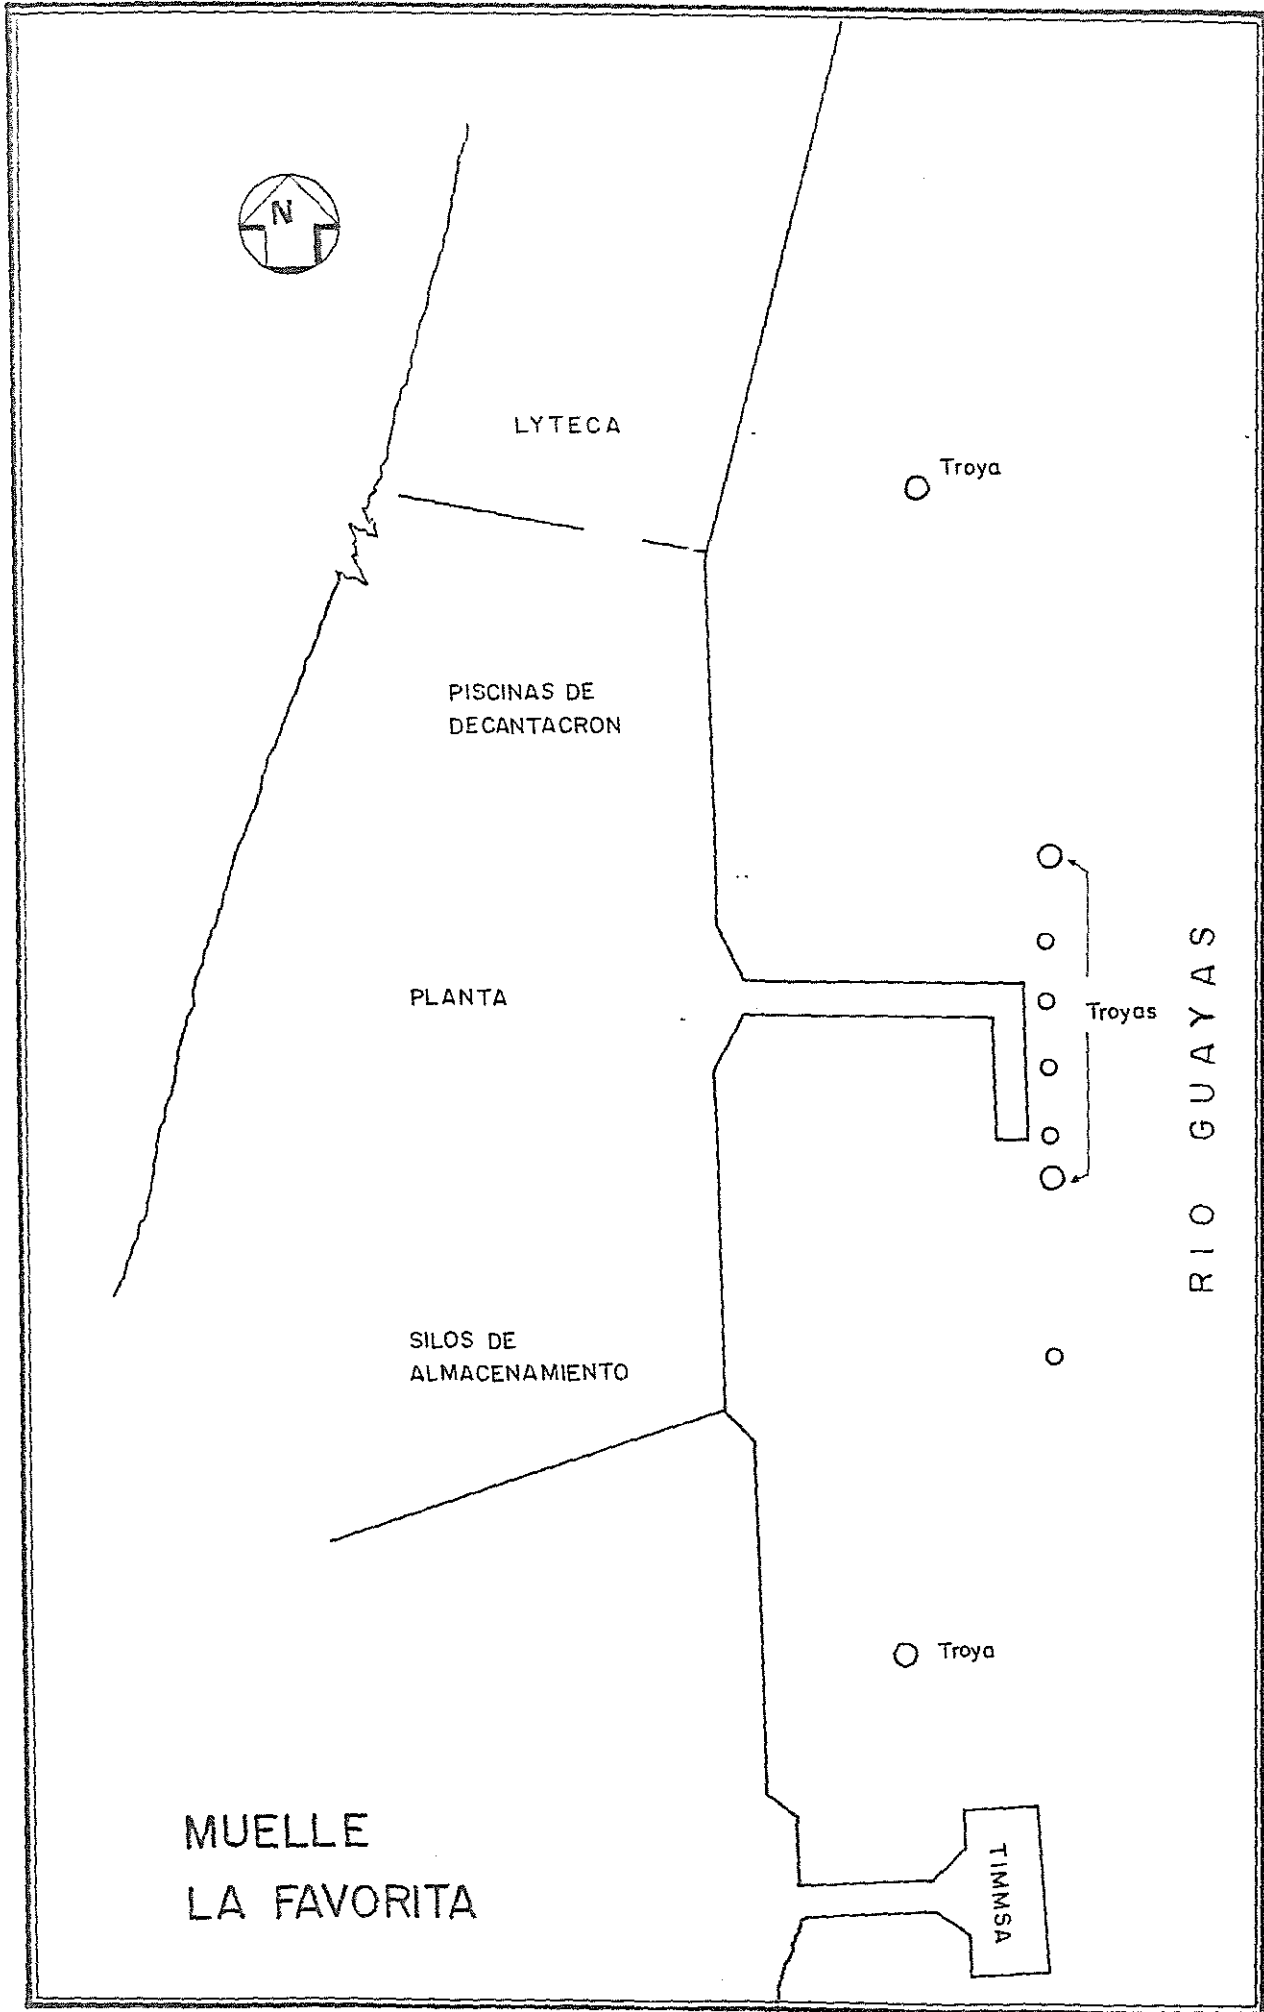 N
LYTECA
Troya
PISCINAS DE
DECANTACRON
PLANTA
Troyas
RIO GUAYAS
SILOS DE
ALMACENAMIENTO
Troya
MUELLE
LA FAVORITA
TIMMSA